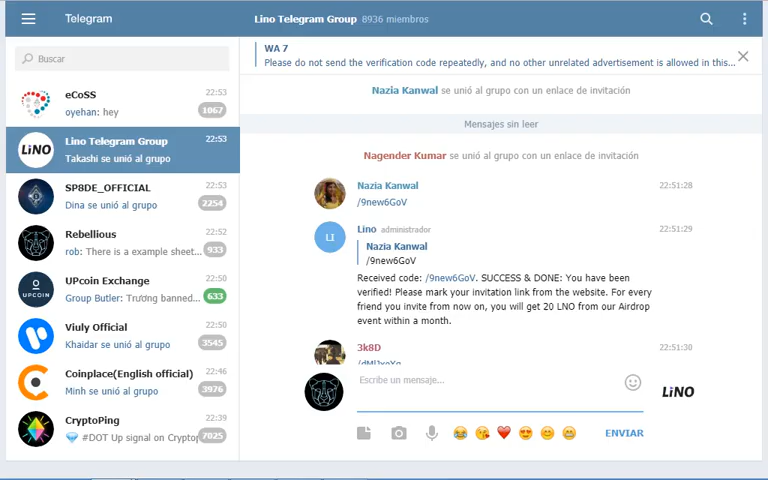 Telegram
Lino Telegram Group 8936 miembros
Buscar
WA 7
Please do not send the verification code repeatedly, and no other unrelated advertisement is allowed in this...
eCoSS 22:53
oyehan: hey 1067
Lino Telegram Group 22:53
Takashi se unió al grupo
LiNO
SP8DE_OFFICIAL 22:53
Dina se unió al grupo 2254
Rebellious 22:52
rob: There is a example sheet... 933
UPcoin Exchange 22:50
Group Butler: Trương banned... 633
UPCOIN
Viuly Official 22:50
Khaidar se unió al grupo 3545
Coinplace(English official) 22:46
Minh se unió al grupo 3976
CryptoPing 22:39
#DOT Up signal on Cryptop 7025
Nazia Kanwal se unió al grupo con un enlace de invitación
Mensajes sin leer
Nagender Kumar se unió al grupo con un enlace de invitación
Nazia Kanwal 22:51:28
/9new6GoV
LI
Lino administrador 22:51:29
Nazia Kanwal
/9new6GoV
Received code: /9new6GoV. SUCCESS & DONE: You have been
verified! Please mark your invitation link from the website. For every
friend you invite from now on, you will get 20 LNO from our Airdrop
event within a month.
3k8D 22:51:30
Escribe un mensaje...
LiNO
ENVIAR